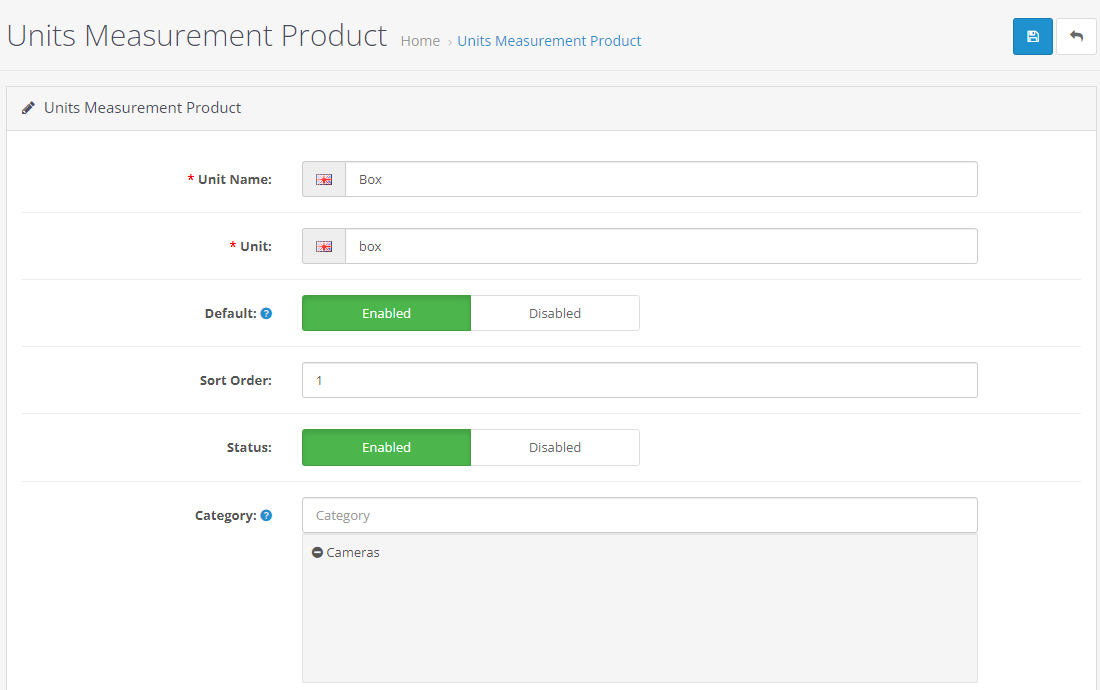 Units Measurement Product Home › Units Measurement Product
Units Measurement Product
* Unit Name: Box
* Unit: box
Default: ? Enabled Disabled
Sort Order: 1
Status: Enabled Disabled
Category: ? Category
Cameras